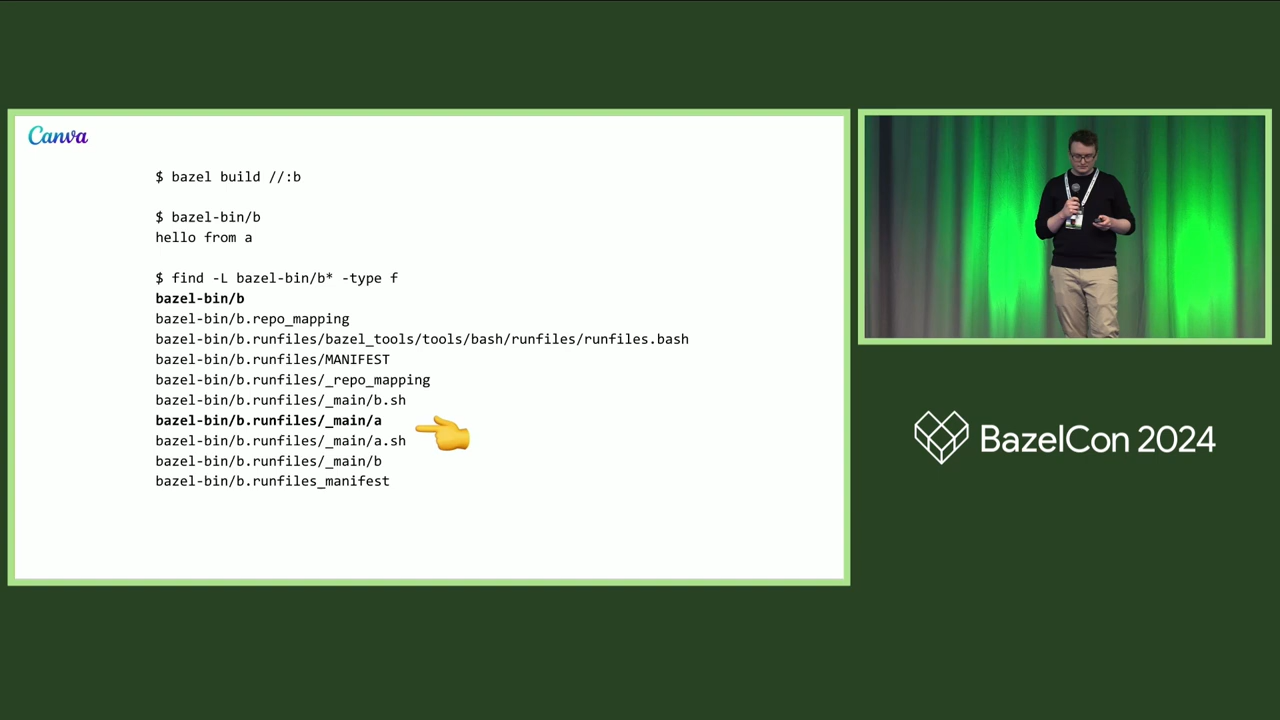 Canva
$ bazel build //:b
$ bazel-bin/b
hello from a
$ find -L bazel-bin/b* -type f
bazel-bin/b
bazel-bin/b.repo_mapping
bazel-bin/b.runfiles/bazel_tools/tools/bash/runfiles/runfiles.bash
bazel-bin/b.runfiles/MANIFEST
bazel-bin/b.runfiles/_repo_mapping
bazel-bin/b.runfiles/_main/b.sh
bazel-bin/b.runfiles/_main/a
bazel-bin/b.runfiles/_main/a.sh
bazel-bin/b.runfiles/_main/b
bazel-bin/b.runfiles_manifest
BazelCon 2024